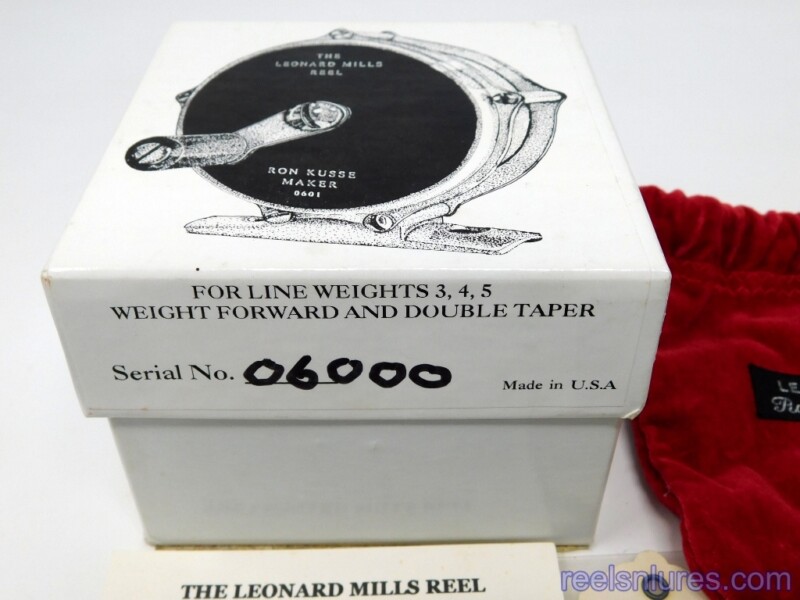 THE
LEONARD MILLS
REEL
RON KUSSE
MAKER
0601
FOR LINE WEIGHTS 3, 4, 5
WEIGHT FORWARD AND DOUBLE TAPER
Serial No. 06000
Made in U.S.A
THE LEONARD MILLS REEL
reelsnlures.com